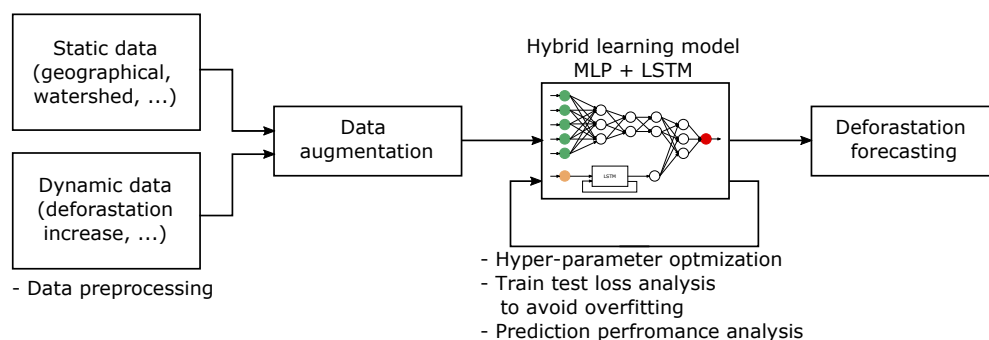 Static data
(geographical,
watershed, ...)
Dynamic data
(deforastation
increase, ...)
- Data preprocessing
Data
augmentation
Hybrid learning model
MLP + LSTM
LSTM
- Hyper-parameter optmization
- Train test loss analysis
to avoid overfitting
- Prediction perfromance analysis
Deforastation
forecasting